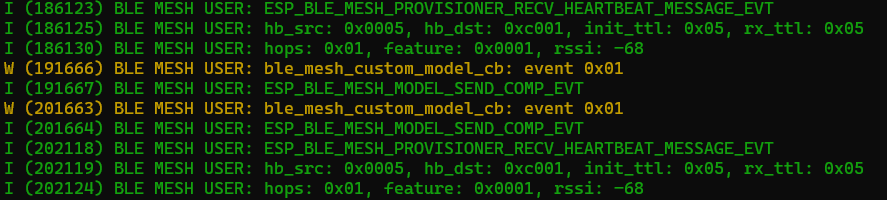 I (186123) BLE MESH USER: ESP_BLE_MESH_PROVISIONER_RECV_HEARTBEAT_MESSAGE_EVT
I (186125) BLE MESH USER: hb_src: 0x0005, hb_dst: 0xc001, init_ttl: 0x05, rx_ttl: 0x05
I (186130) BLE MESH USER: hops: 0x01, feature: 0x0001, rssi: -68
W (191666) BLE MESH USER: ble_mesh_custom_model_cb: event 0x01
I (191667) BLE MESH USER: ESP_BLE_MESH_MODEL_SEND_COMP_EVT
W (201663) BLE MESH USER: ble_mesh_custom_model_cb: event 0x01
I (201664) BLE MESH USER: ESP_BLE_MESH_MODEL_SEND_COMP_EVT
I (202118) BLE MESH USER: ESP_BLE_MESH_PROVISIONER_RECV_HEARTBEAT_MESSAGE_EVT
I (202119) BLE MESH USER: hb_src: 0x0005, hb_dst: 0xc001, init_ttl: 0x05, rx_ttl: 0x05
I (202124) BLE MESH USER: hops: 0x01, feature: 0x0001, rssi: -68